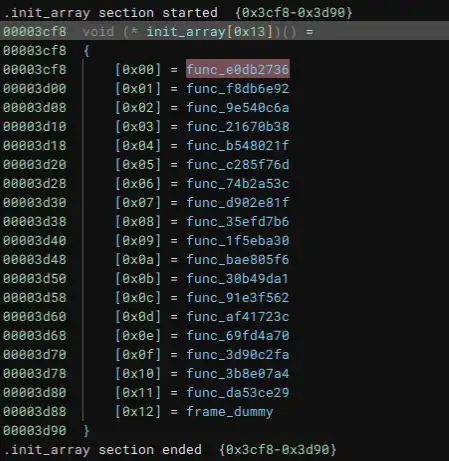 .init_array section started  {0x3cf8-0x3d90}
00003cf8  void (* init_array[0x13])() =
00003cf8  {
00003cf8      [0x00] = func_e0db2736
00003d00      [0x01] = func_f8db6e92
00003d08      [0x02] = func_9e540c6a
00003d10      [0x03] = func_21670b38
00003d18      [0x04] = func_b548021f
00003d20      [0x05] = func_c285f76d
00003d28      [0x06] = func_74b2a53c
00003d30      [0x07] = func_d902e81f
00003d38      [0x08] = func_35efd7b6
00003d40      [0x09] = func_1f5eba30
00003d48      [0x0a] = func_bae805f6
00003d50      [0x0b] = func_30b49da1
00003d58      [0x0c] = func_91e3f562
00003d60      [0x0d] = func_af41723c
00003d68      [0x0e] = func_69fd4a70
00003d70      [0x0f] = func_3d90c2fa
00003d78      [0x10] = func_3b8e07a4
00003d80      [0x11] = func_da53ce29
00003d88      [0x12] = frame_dummy
00003d90  }
.init_array section ended  {0x3cf8-0x3d90}